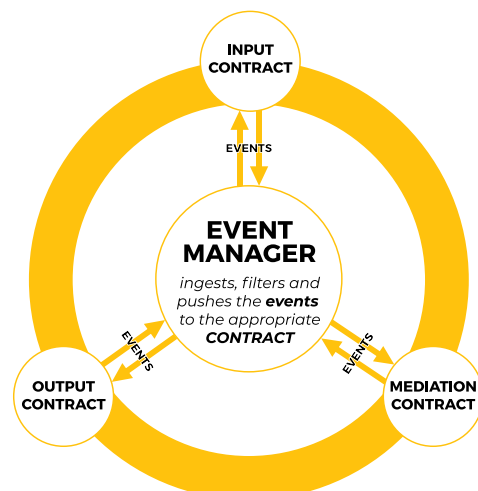 INPUT
CONTRACT
EVENTS
EVENT
MANAGER
ingests, filters and
pushes the events
to the appropriate
CONTRACT
EVENTS
EVENTS
OUTPUT
CONTRACT
MEDIATION
CONTRACT